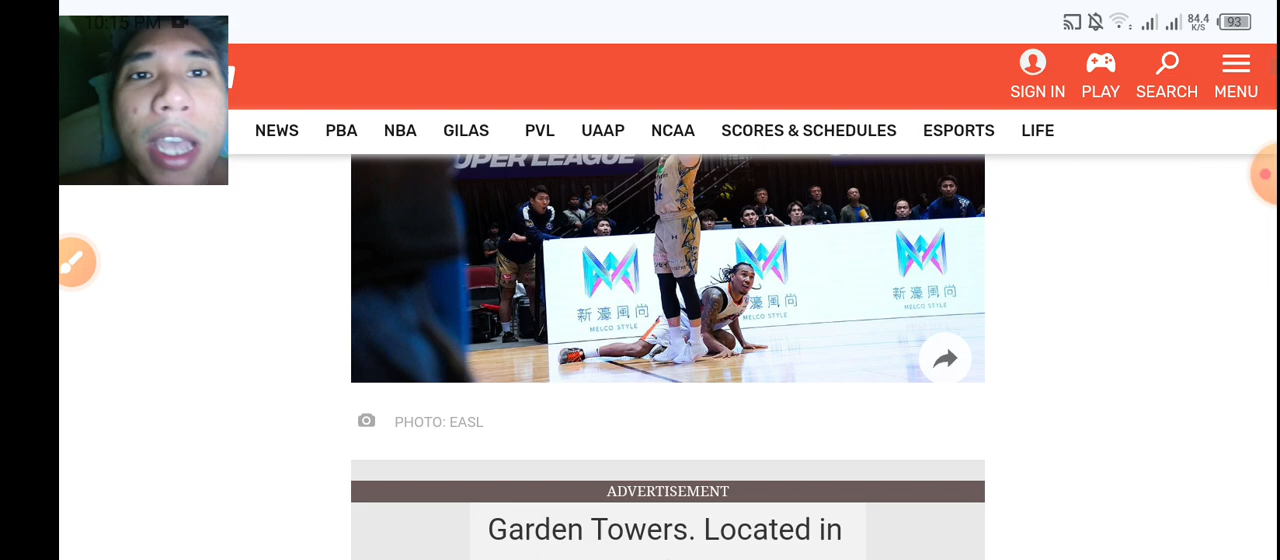 10:15 PM
84.4
K/S
93
SIGN IN
PLAY
SEARCH
MENU
NEWS
PBA
NBA
GILAS
PVL
UAAP
NCAA
SCORES & SCHEDULES
ESPORTS
LIFE
UPER LEAGUE
新濠風尚
MELCO STYLE
濠風尚
MELCO STYLE
新濠風尚
MELCO STYLE
PHOTO: EASL
ADVERTISEMENT
Garden Towers. Located in